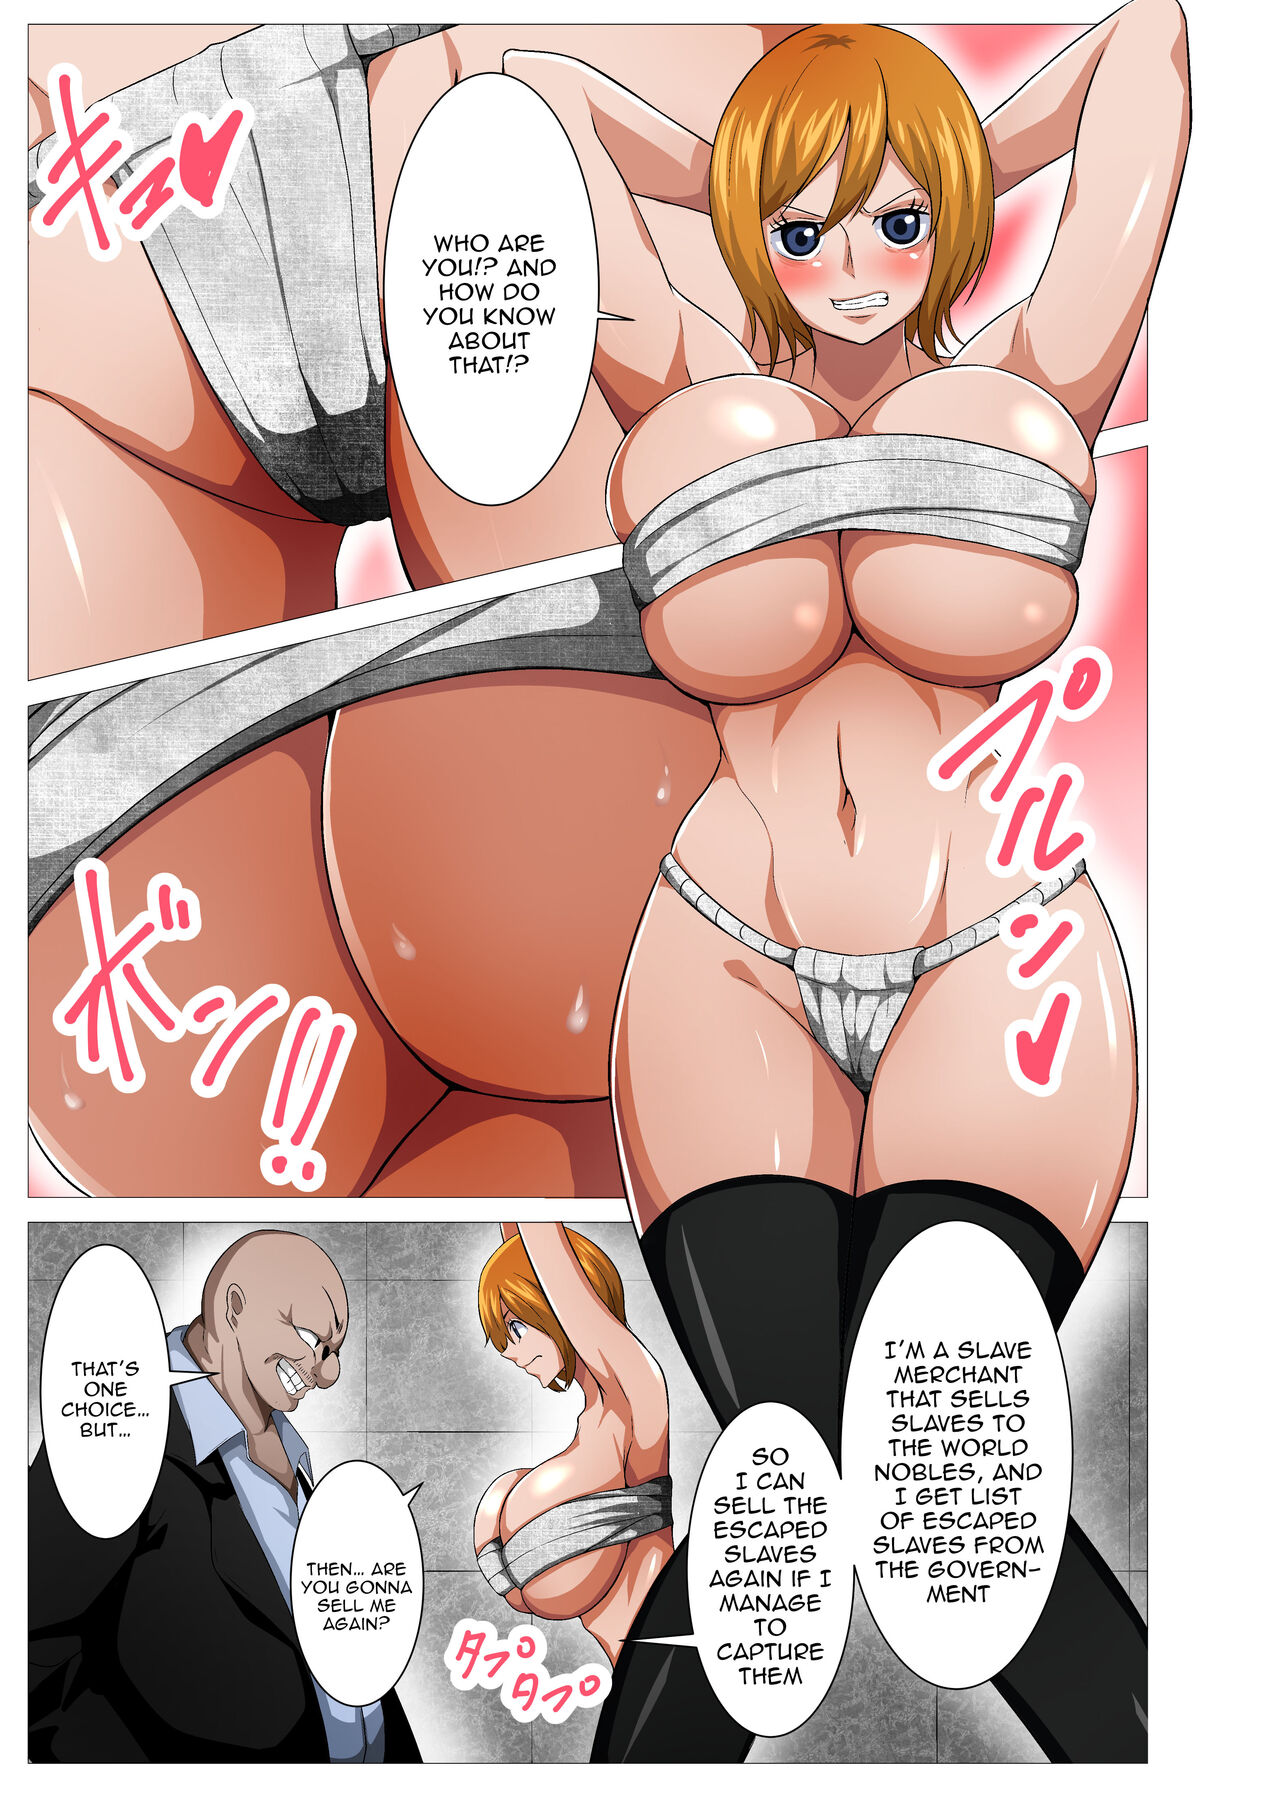 キュ♥
WHO ARE
YOU!? AND
HOW DO
YOU KNOW
ABOUT
THAT!?
プルン♥
ボンッ!!
I'M A SLAVE
MERCHANT
THAT SELLS
SLAVES TO
THE WORLD
NOBLES, AND
I GET LIST
OF ESCAPED
SLAVES FROM
THE GOVERN-
MENT
SO
I CAN
SELL THE
ESCAPED
SLAVES
AGAIN IF I
MANAGE
TO
CAPTURE
THEM
タプ
タプ
THEN... ARE
YOU GONNA
SELL ME
AGAIN?
THAT'S
ONE
CHOICE...
BUT...